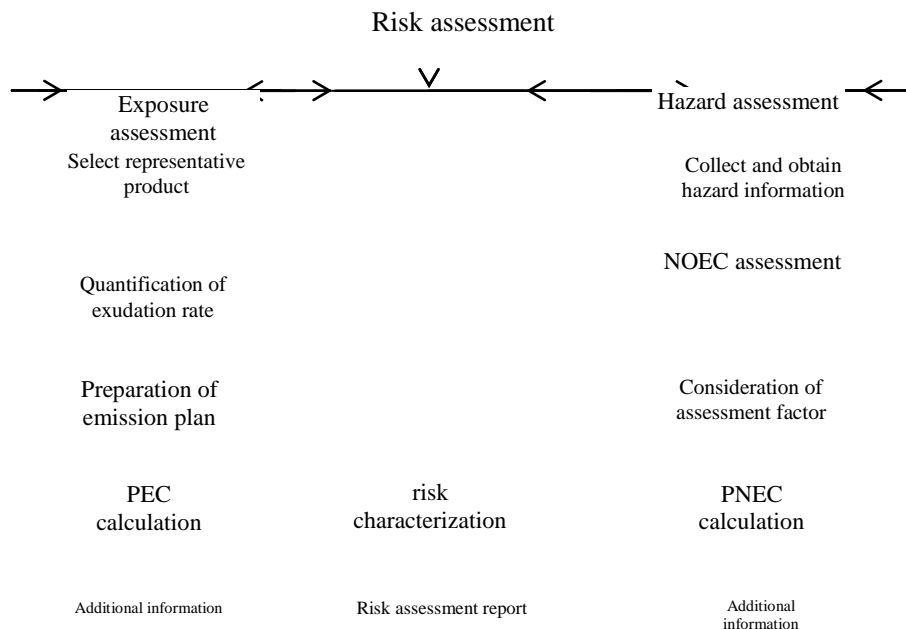 Risk assessment
Exposure
assessment
Select representative
product
Quantification of
exudation rate
Preparation of
emission plan
PEC
calculation
Additional information
risk
characterization
Risk assessment report
Hazard assessment
Collect and obtain
hazard information
NOEC assessment
Consideration of
assessment factor
PNEC
calculation
Additional
information